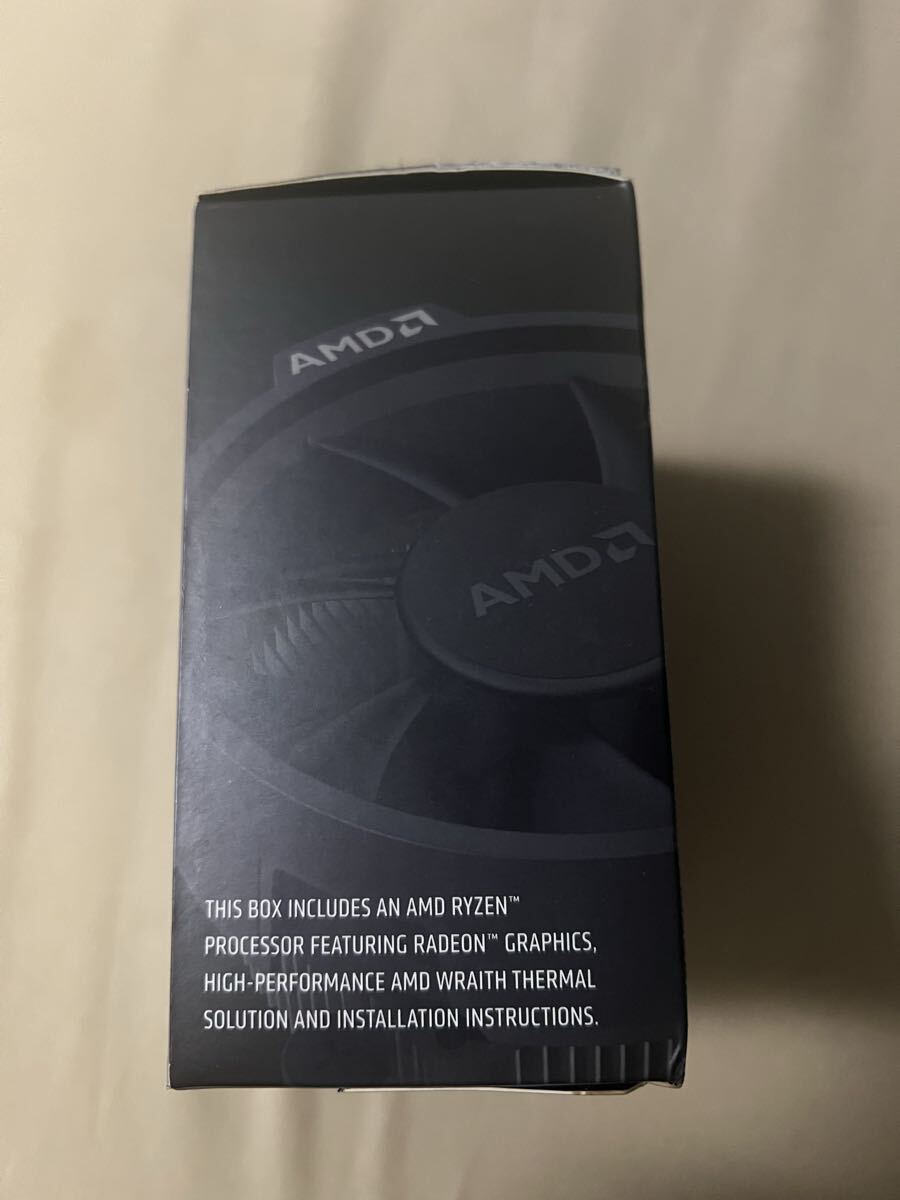 AMD
AMD
THIS BOX INCLUDES AN AMD RYZEN™
PROCESSOR FEATURING RADEON™ GRAPHICS,
HIGH-PERFORMANCE AMD WRAITH THERMAL
SOLUTION AND INSTALLATION INSTRUCTIONS.